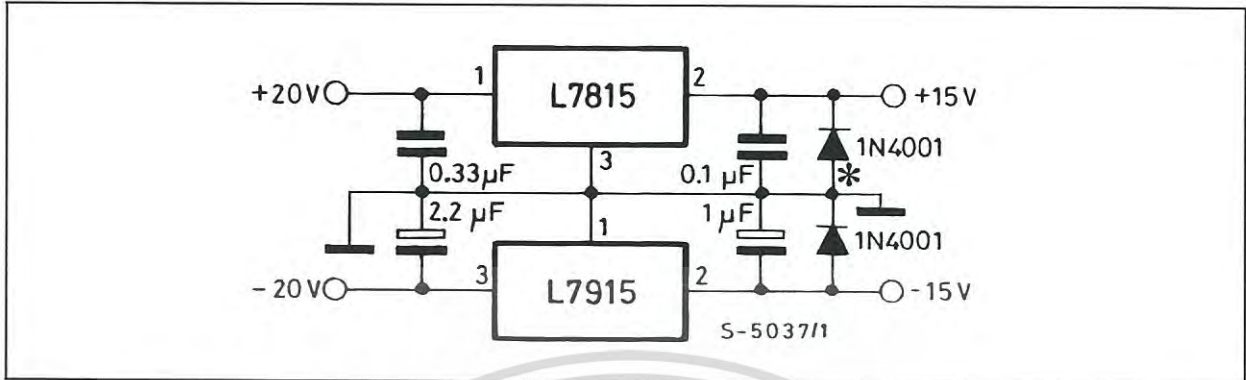 +20V
1
L7815
2
+15V
3
0.33µF
0.1 µF
1N4001
*
2.2 µF
1
1µF
1N4001
-20V
3
L7915
2
-15V
S-5037/1